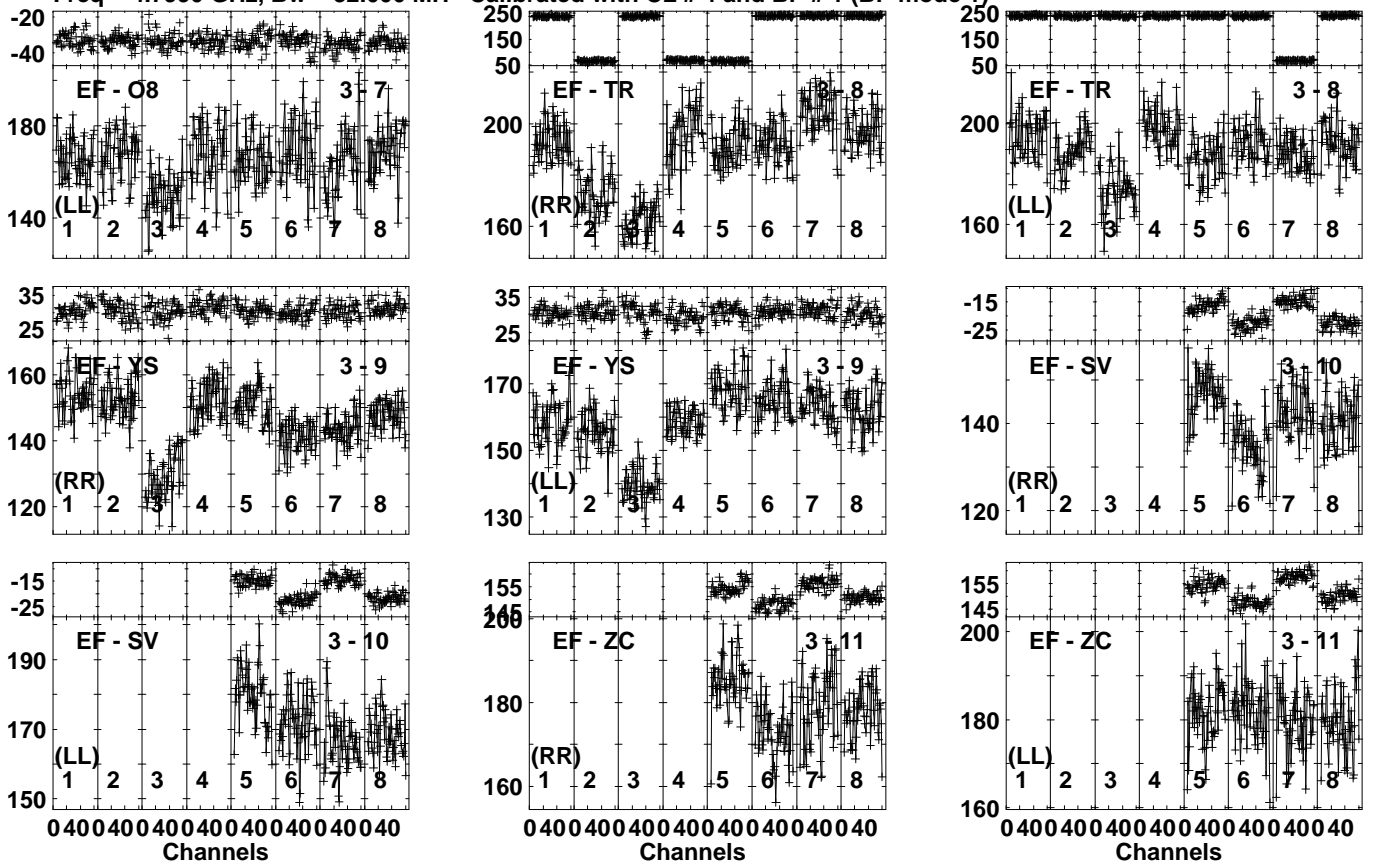 -20
-40
EF - O8 3 - 7
180
140
(LL)
1 2 3 4 5 6 7 8
250
150
50
EF - TR 3 - 8
200
160
(RR)
1 2 3 4 5 6 7 8
250
150
50
EF - TR 3 - 8
200
160
(LL)
1 2 3 4 5 6 7 8
35
25
EF - YS 3 - 9
160
140
120
(RR)
1 2 3 4 5 6 7 8
35
25
EF - YS 3 - 9
170
150
130
(LL)
1 2 3 4 5 6 7 8
-15
-25
EF - SV 3 - 10
140
120
(RR)
1 2 3 4 5 6 7 8
-15
-25
EF - SV 3 - 10
190
170
150
(LL)
1 2 3 4 5 6 7 8
0 40 0 40 0 40 0 40 0 40 0 40 0 40 0 40
Channels
155
145
200
EF - ZC 3 - 11
180
160
(RR)
1 2 3 4 5 6 7 8
0 40 0 40 0 40 0 40 0 40 0 40 0 40 0 40
Channels
155
145
EF - ZC 3 - 11
200
180
160
(LL)
1 2 3 4 5 6 7 8
0 40 0 40 0 40 0 40 0 40 0 40 0 40 0 40
Channels